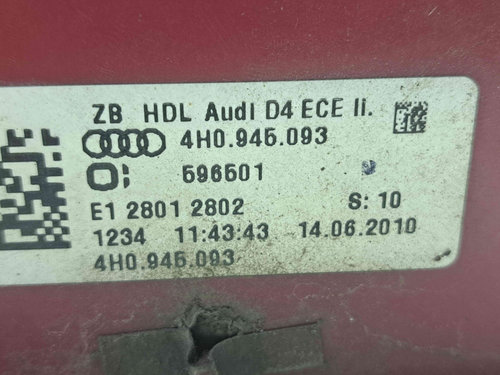 ZB HDL Audi D4 ECE li.
4H0.945.093
596501
E1 2801 2802 S: 10
1234 11:43:43 14.06.2010
4H0.945.093